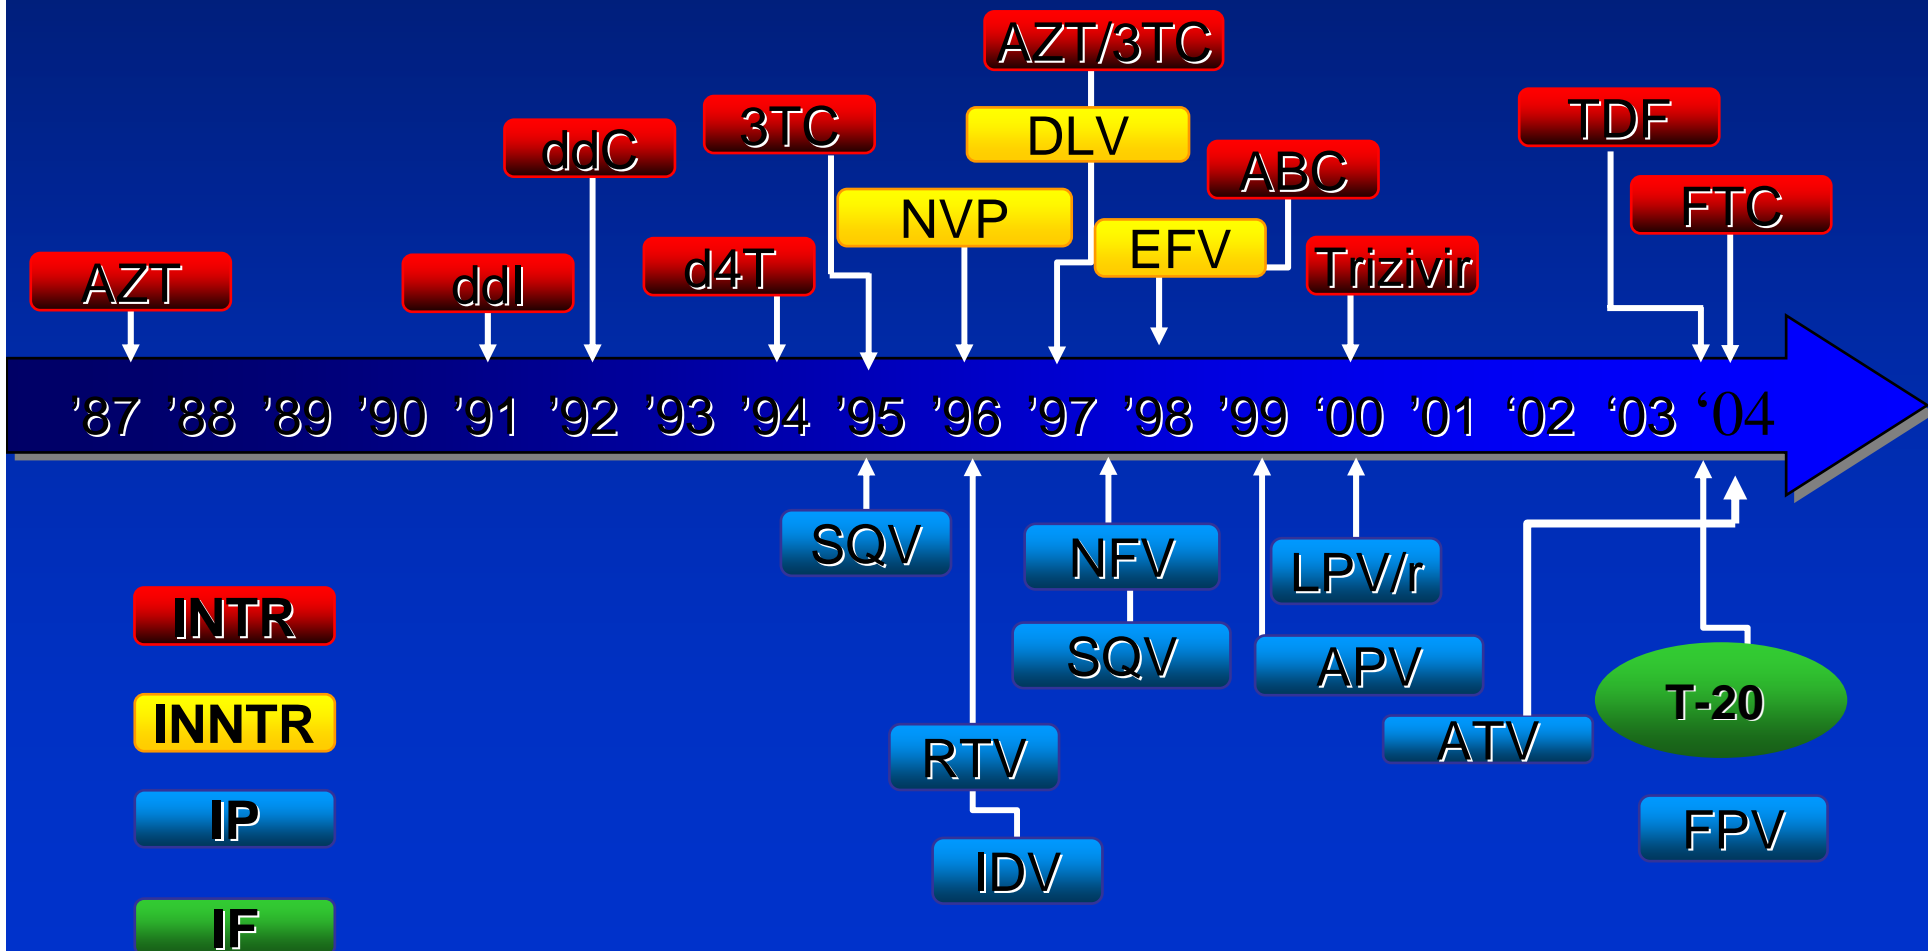 AZT/3TC
3TC
DLV
TDF
ddC
ABC
FTC
NVP
EFV
AZT
ddI
d4T
Trizivir
’87 ’88 ’89 ’90 ’91 ’92 ’93 ’94 ’95 ’96 ’97 ’98 ’99 ‘00 ’01 ‘02 ‘03 ‘04
SQV
NFV
LPV/r
INTR
SQV
APV
T-20
INNTR
RTV
ATV
IP
FPV
IDV
IF